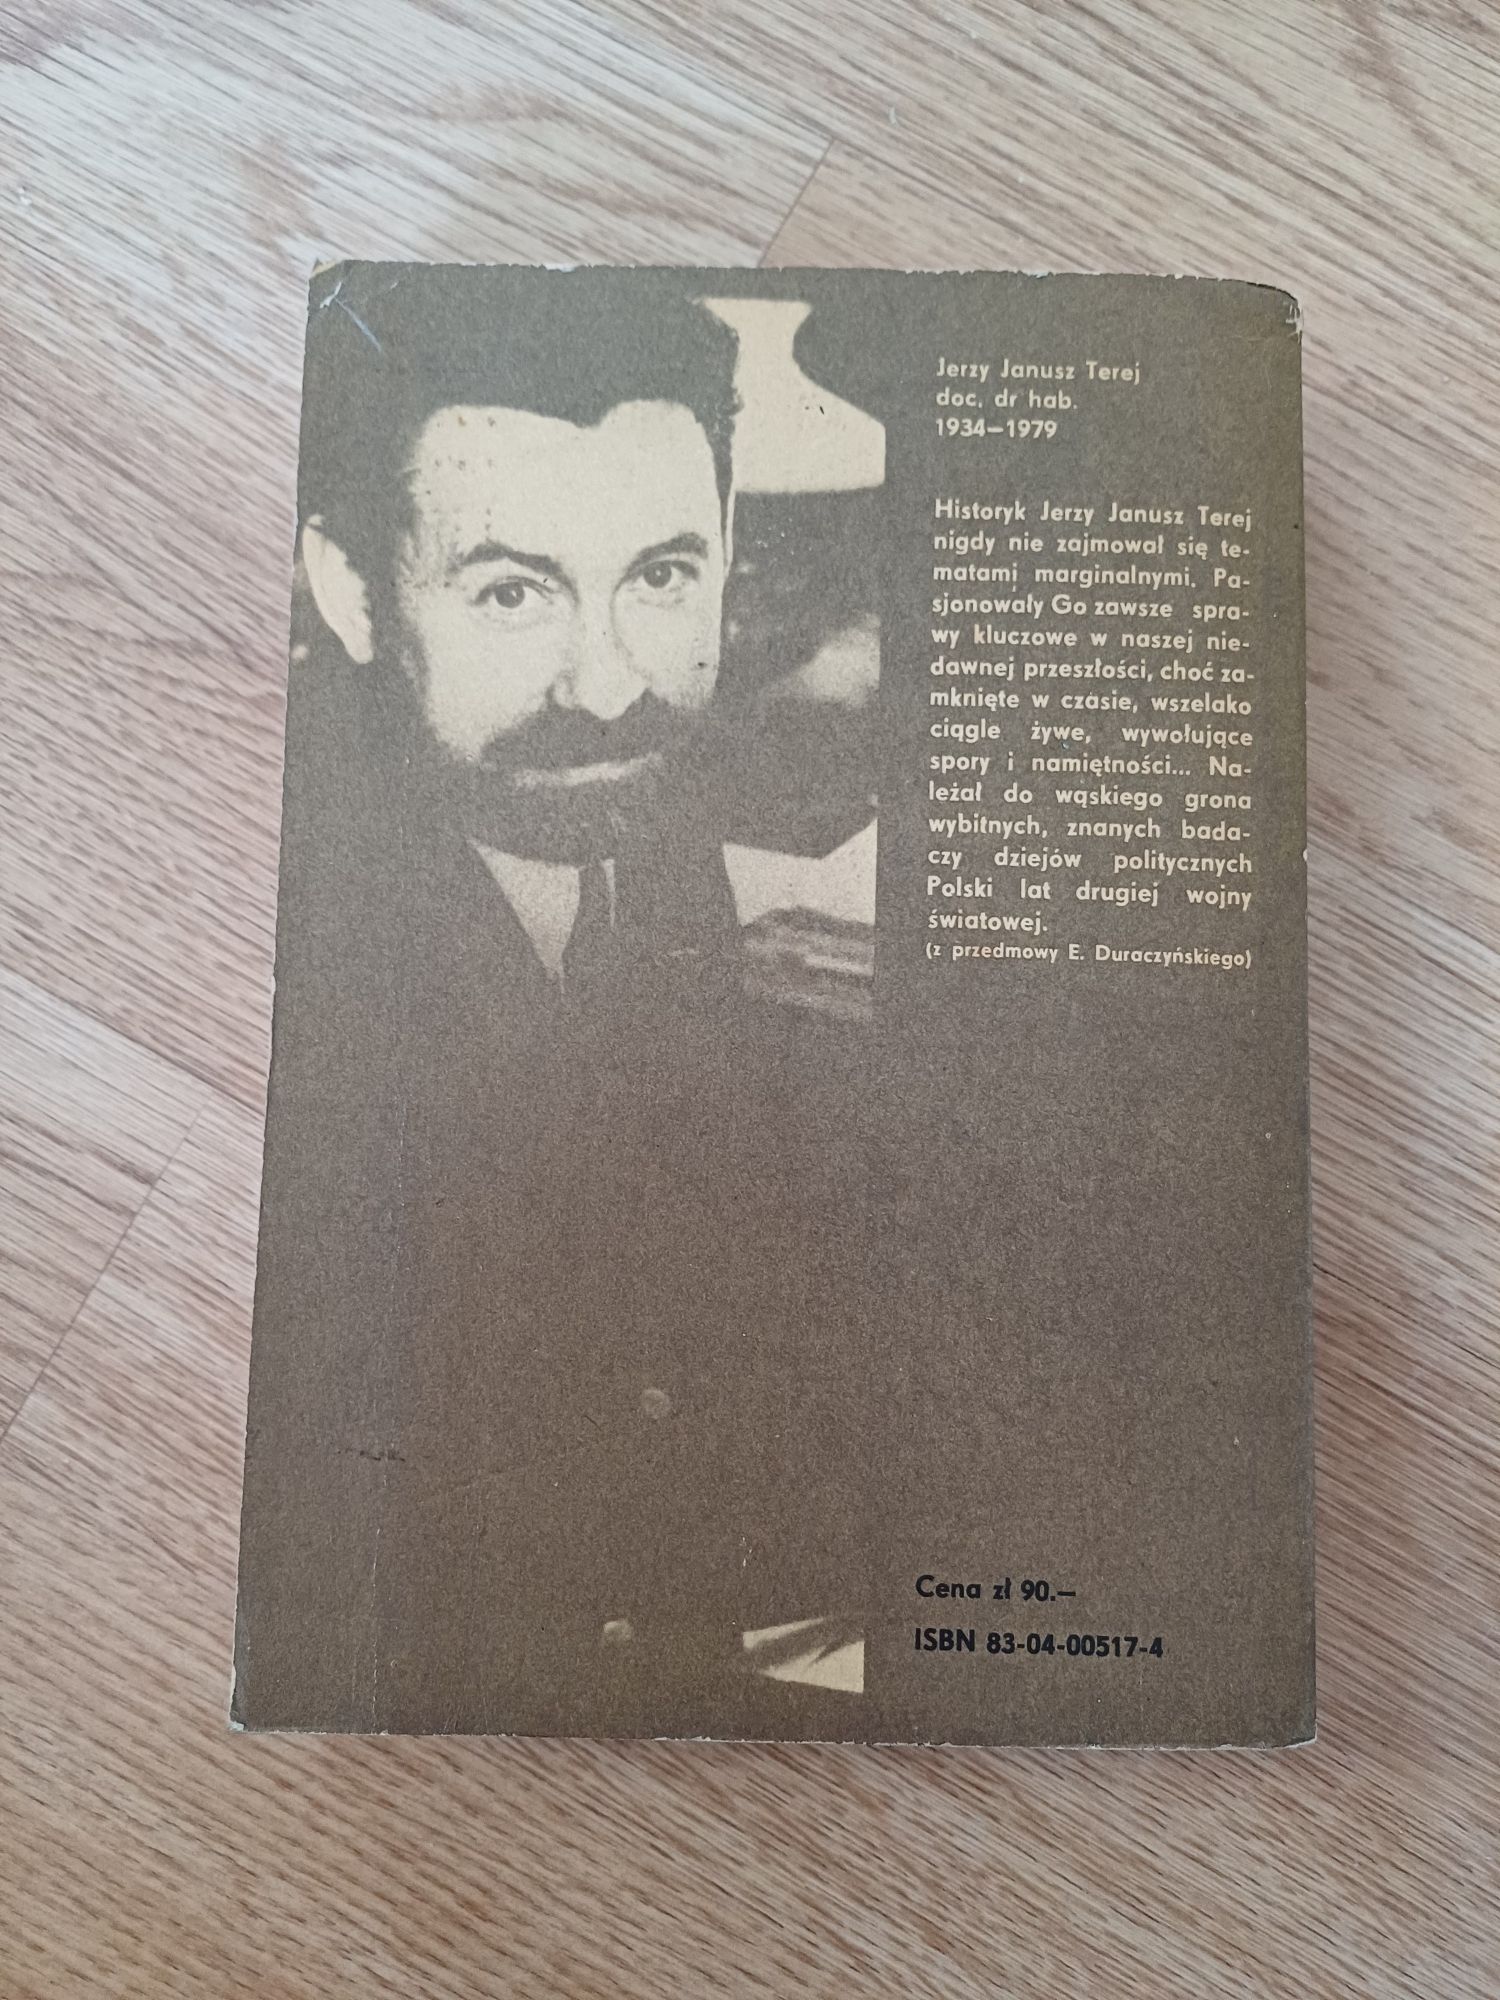 Jerzy Janusz Terej
doc. dr hab.
1934—1979
Historyk Jerzy Janusz Terej
nigdy nie zajmował się te-
matami marginalnymi. Pa-
sjonowały Go zawsze spra-
wy kluczowe w naszej nie-
dawnej przeszłości, choć za-
mknięte w czasie, wszelako
ciągle żywe, wywołujące
spory i namiętności... Na-
leżał do wąskiego grona
wybitnych, znanych bada-
czy dziejów politycznych
Polski lat drugiej wojny
światowej.
(z przedmowy E. Duraczyńskiego)
Cena zł 90.—
ISBN 83-04-00517-4